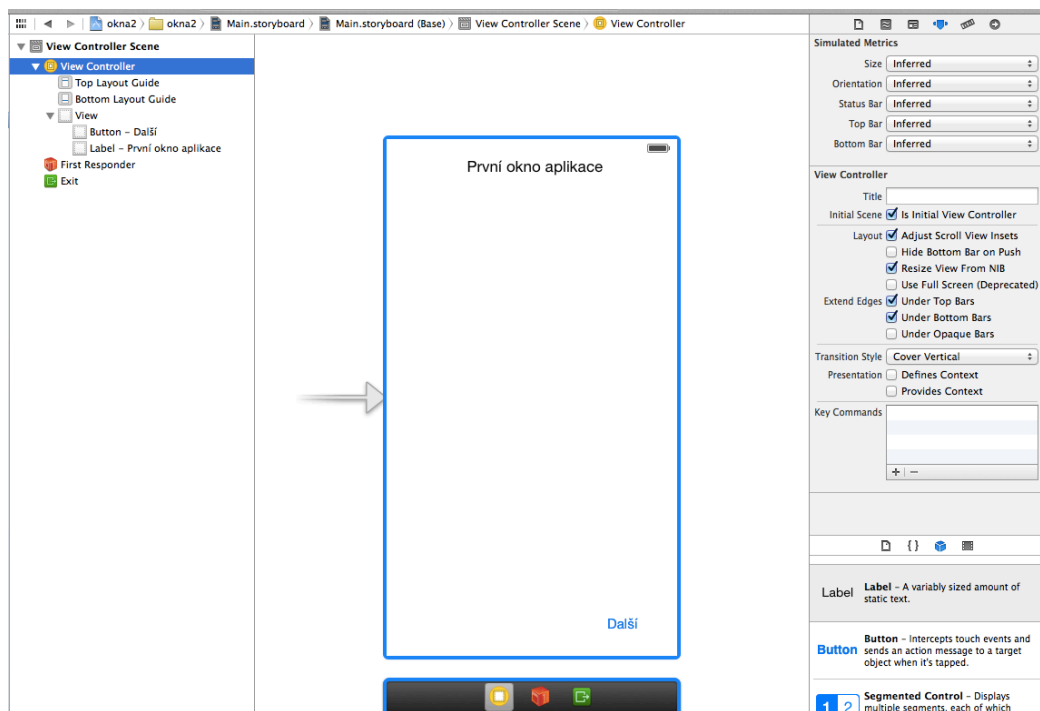 okna2 okna2 Main.storyboard Main.storyboard (Base) View Controller Scene View Controller
View Controller Scene
View Controller
Top Layout Guide
Bottom Layout Guide
View
Button – Další
Label – První okno aplikace
First Responder
Exit
První okno aplikace
Další
Simulated Metrics
Size Inferred
Orientation Inferred
Status Bar Inferred
Top Bar Inferred
Bottom Bar Inferred
View Controller
Title
Initial Scene Is Initial View Controller
Layout Adjust Scroll View Insets
Hide Bottom Bar on Push
Resize View From NIB
Use Full Screen (Deprecated)
Extend Edges Under Top Bars
Under Bottom Bars
Under Opaque Bars
Transition Style Cover Vertical
Presentation Defines Context
Provides Context
Key Commands
+ –
{ }
Label
Label – A variably sized amount of
static text.
Button
Button – Intercepts touch events and
sends an action message to a target
object when it's tapped.
1 2
Segmented Control – Displays
multiple segments, each of which